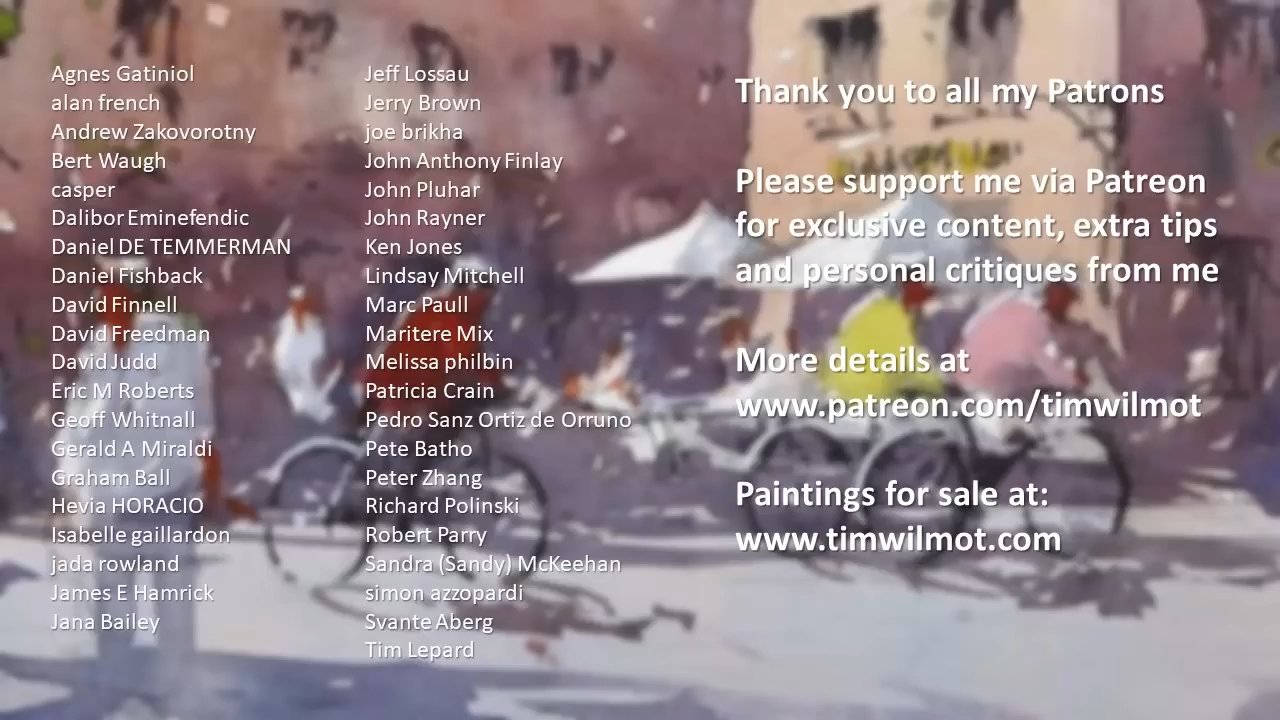 Agnes Gatiniol
alan french
Andrew Zakovorotny
Bert Waugh
casper
Dalibor Eminefendic
Daniel DE TEMMERMAN
Daniel Fishback
David Finnell
David Freedman
David Judd
Eric M Roberts
Geoff Whitnall
Gerald A Miraldi
Graham Ball
Hevia HORACIO
Isabelle gaillardon
jada rowland
James E Hamrick
Jana Bailey
Jeff Lossau
Jerry Brown
joe brikha
John Anthony Finlay
John Pluhar
John Rayner
Ken Jones
Lindsay Mitchell
Marc Paull
Maritere Mix
Melissa philbin
Patricia Crain
Pedro Sanz Ortiz de Orruno
Pete Batho
Peter Zhang
Richard Polinski
Robert Parry
Sandra (Sandy) McKeehan
simon azzopardi
Svante Aberg
Tim Lepard
Thank you to all my Patrons
Please support me via Patreon
for exclusive content, extra tips
and personal critiques from me
More details at
www.patreon.com/timwilmot
Paintings for sale at:
www.timwilmot.com